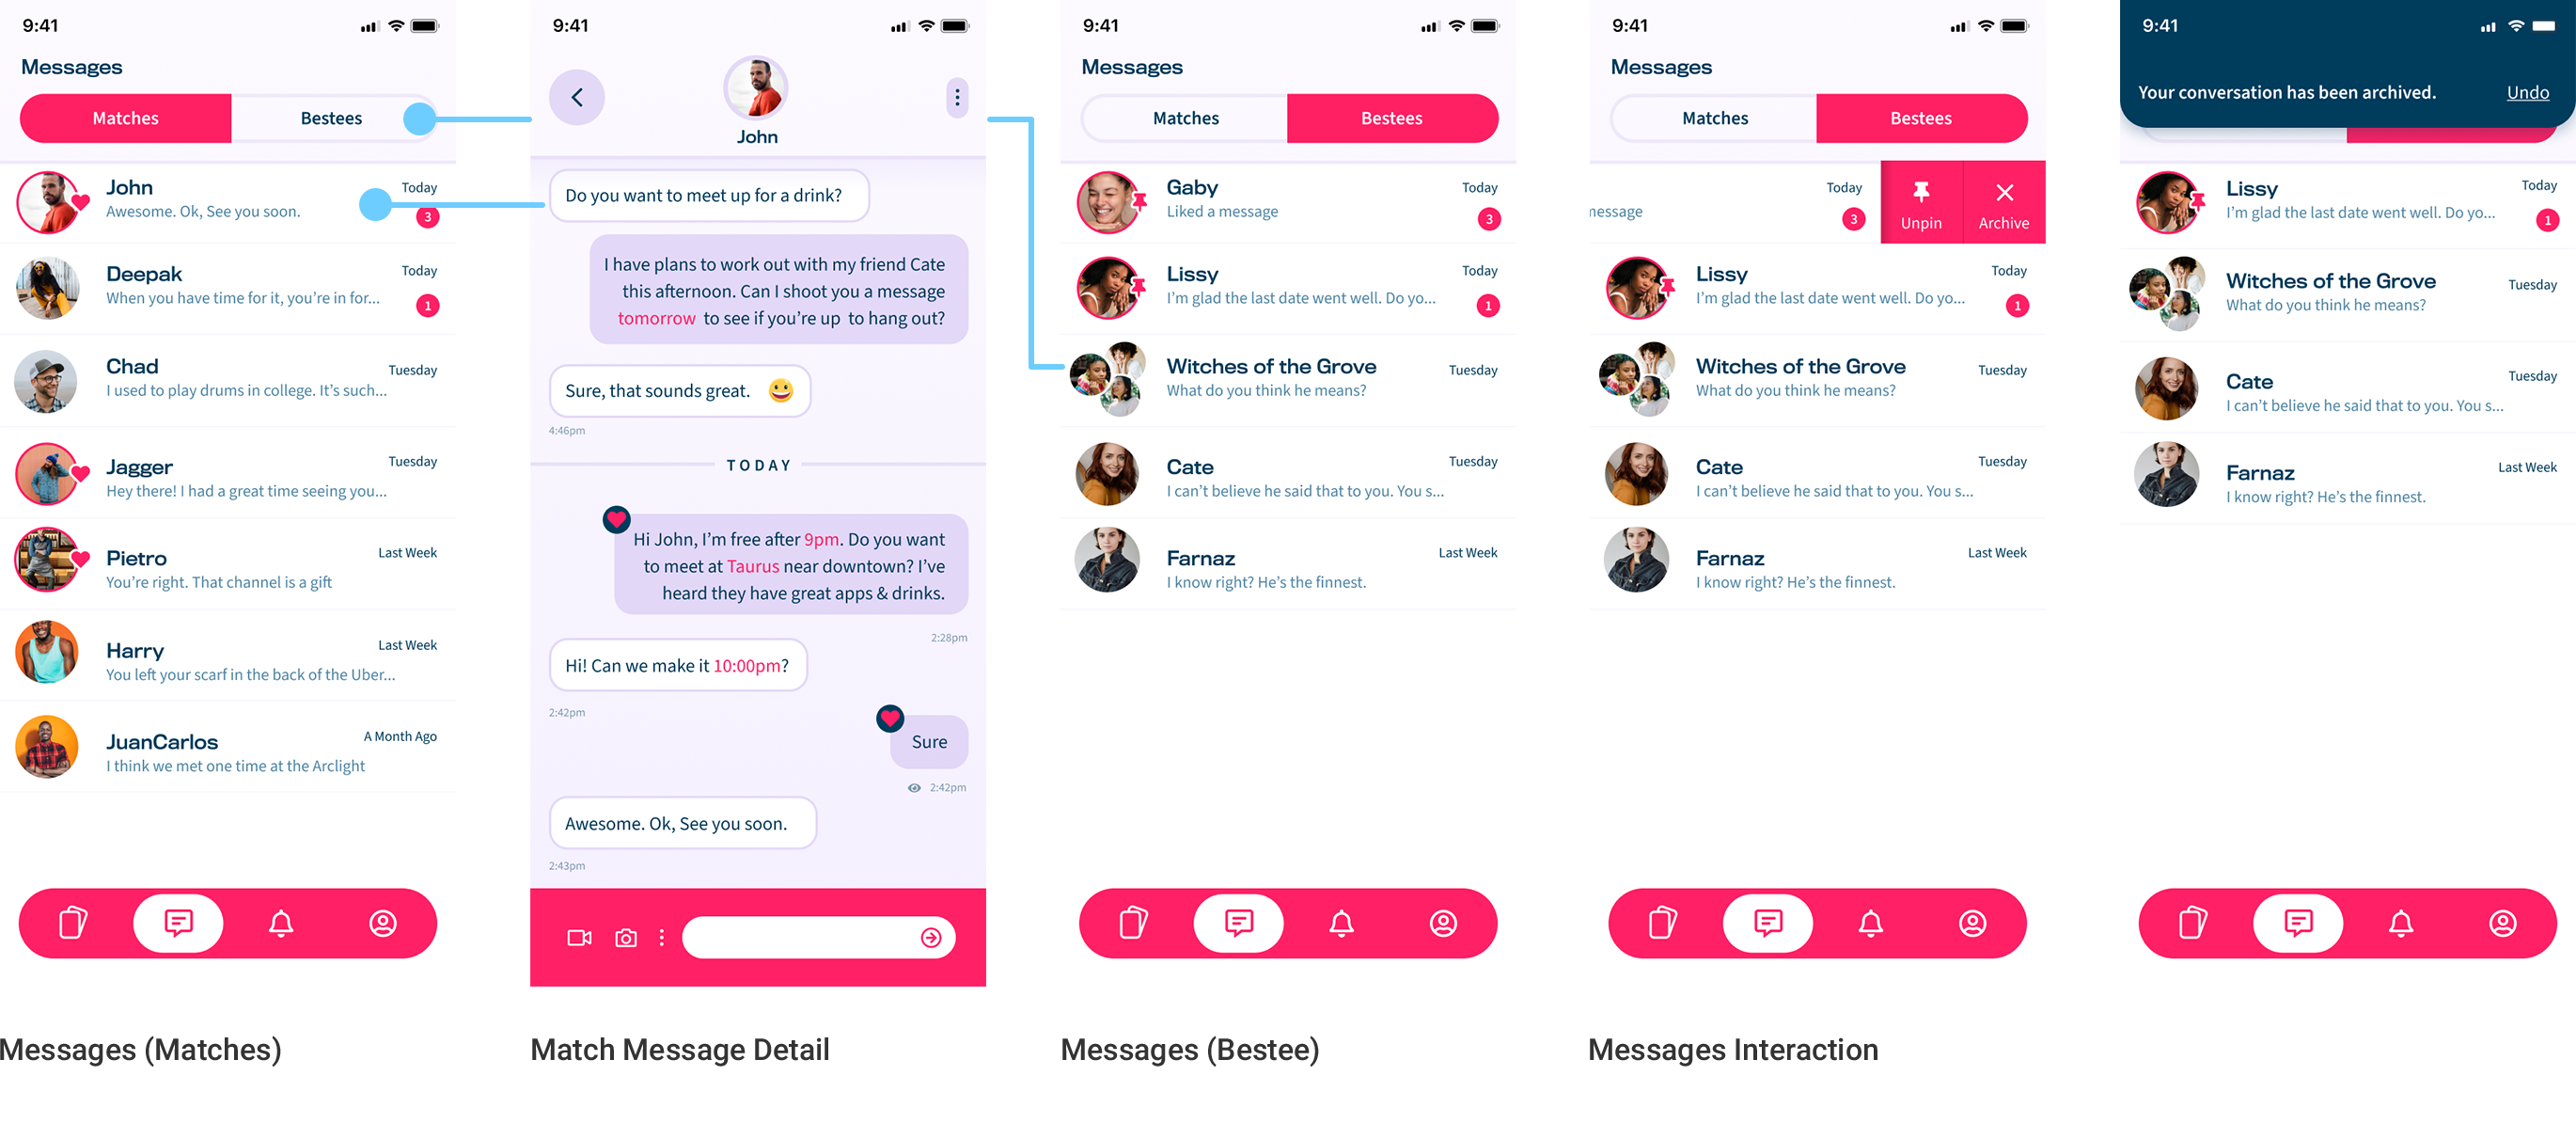 9:41
Messages
Matches
Bestees
John
Today
Awesome. Ok, See you soon.
3
Deepak
Today
When you have time for it, you’re in for...
1
Chad
Tuesday
I used to play drums in college. It’s such...
Jagger
Tuesday
Hey there! I had a great time seeing you...
Pietro
Last Week
You’re right. That channel is a gift
Harry
Last Week
You left your scarf in the back of the Uber...
JuanCarlos
A Month Ago
I think we met one time at the Arclight
Messages (Matches)
9:41
John
Do you want to meet up for a drink?
I have plans to work out with my friend Cate
this afternoon. Can I shoot you a message
tomorrow to see if you’re up to hang out?
Sure, that sounds great. 😀
4:46pm
TODAY
Hi John, I’m free after 9pm. Do you want
to meet at Taurus near downtown? I’ve
heard they have great apps & drinks.
2:28pm
Hi! Can we make it 10:00pm?
2:42pm
Sure
2:42pm
Awesome. Ok, See you soon.
2:43pm
Match Message Detail
9:41
Messages
Matches
Bestees
Gaby
Today
Liked a message
3
Lissy
Today
I’m glad the last date went well. Do yo...
1
Witches of the Grove
Tuesday
What do you think he means?
Cate
Tuesday
I can’t believe he said that to you. You s...
Farnaz
Last Week
I know right? He’s the finnest.
Messages (Bestee)
9:41
Messages
Matches
Bestees
Today
message
3
Unpin
Archive
Lissy
Today
I’m glad the last date went well. Do yo...
1
Witches of the Grove
Tuesday
What do you think he means?
Cate
Tuesday
I can’t believe he said that to you. You s...
Farnaz
Last Week
I know right? He’s the finnest.
Messages Interaction
9:41
Your conversation has been archived.
Undo
Lissy
Today
I’m glad the last date went well. Do yo...
1
Witches of the Grove
Tuesday
What do you think he means?
Cate
Tuesday
I can’t believe he said that to you. You s...
Farnaz
Last Week
I know right? He’s the finnest.